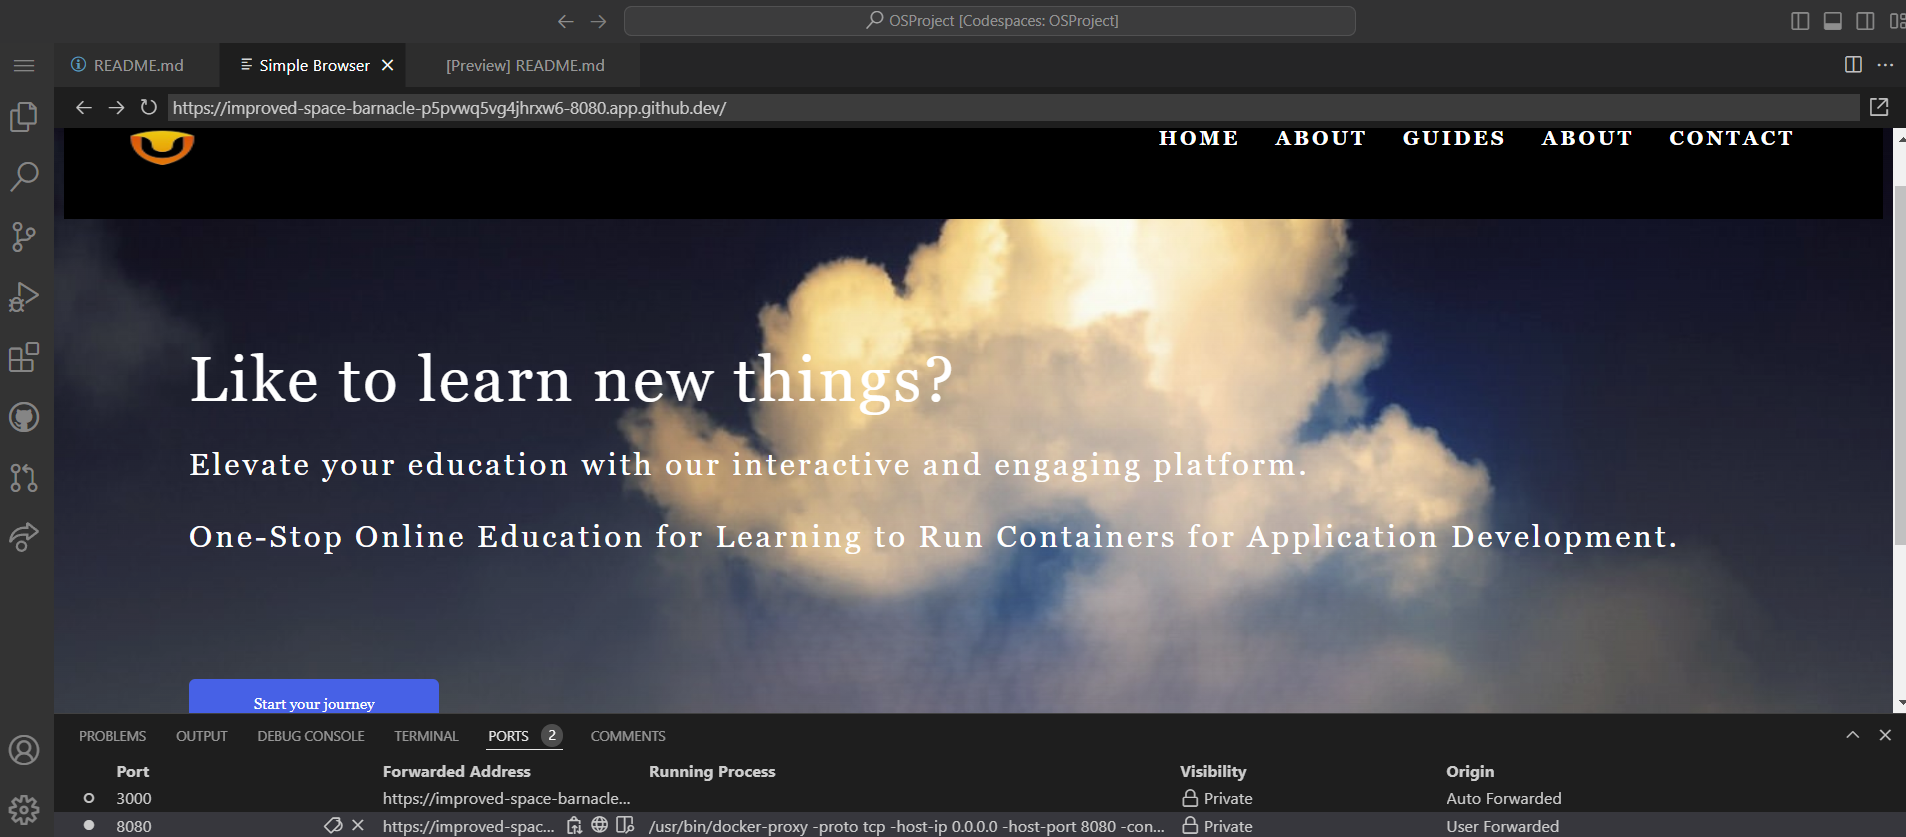 OSProject [Codespaces: OSProject]
README.md
Simple Browser
[Preview] README.md
https://improved-space-barnacle-p5pvwq5vg4jhrxw6-8080.app.github.dev/
HOME ABOUT GUIDES ABOUT CONTACT
Like to learn new things?
Elevate your education with our interactive and engaging platform.
One-Stop Online Education for Learning to Run Containers for Application Development.
Start your journey
PROBLEMS OUTPUT DEBUG CONSOLE TERMINAL PORTS 2 COMMENTS
Port Forwarded Address Running Process Visibility Origin
3000 https://improved-space-barnacle... Private Auto Forwarded
8080 https://improved-spac... /usr/bin/docker-proxy -proto tcp -host-ip 0.0.0.0 -host-port 8080 -con... Private User Forwarded